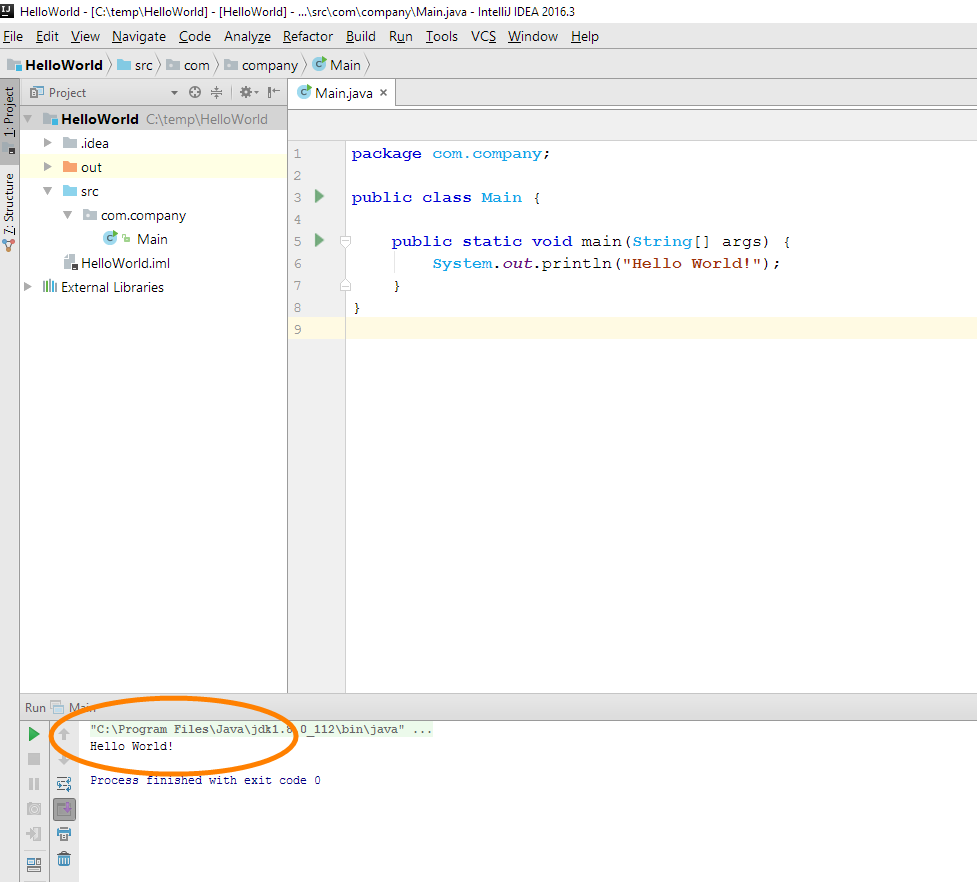 HelloWorld - [C:\temp\HelloWorld] - [HelloWorld] - ...\src\com\company\Main.java - IntelliJ IDEA 2016.3
File Edit View Navigate Code Analyze Refactor Build Run Tools VCS Window Help
HelloWorld src com company Main
1: Project
Z: Structure
Project
HelloWorld C:\temp\HelloWorld
.idea
out
src
com.company
Main
HelloWorld.iml
External Libraries
Main.java
1 package com.company;
2
3 public class Main {
4
5 public static void main(String[] args) {
6 System.out.println("Hello World!");
7 }
8 }
9
Run Main
"C:\Program Files\Java\jdk1.8.0_112\bin\java" ...
Hello World!
Process finished with exit code 0